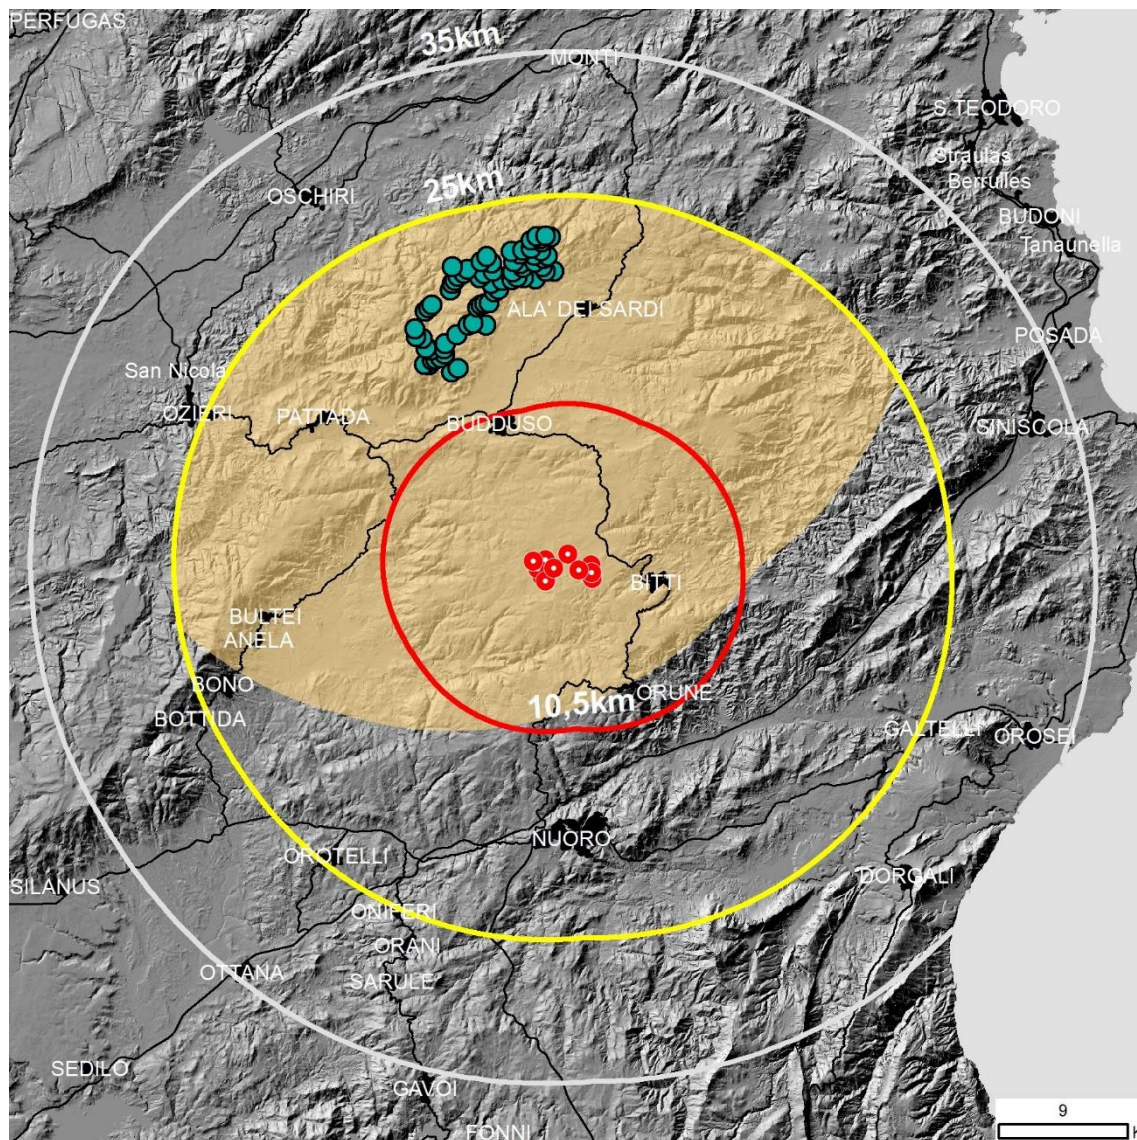 PERFUGAS
35km
MONTI
S.TEODORO
Straulas
Berruiles
OSCHIRI
25km
BUDONI
Tanaunella
ALA' DEI SARDI
POSADA
San Nicola
OZIERI
PATTADA
BUDDUSO
SINISCOLA
BITTI
BULTEI
ANELA
BONO
ORUNE
10,5km
BOTTIDA
GALTELLI
OROSEI
NUORO
OROTELLI
SILANUS
DORGALI
ONIFERI
ORANI
OTTANA
SARULE
SEDILO
GAVOI
FONNI
9